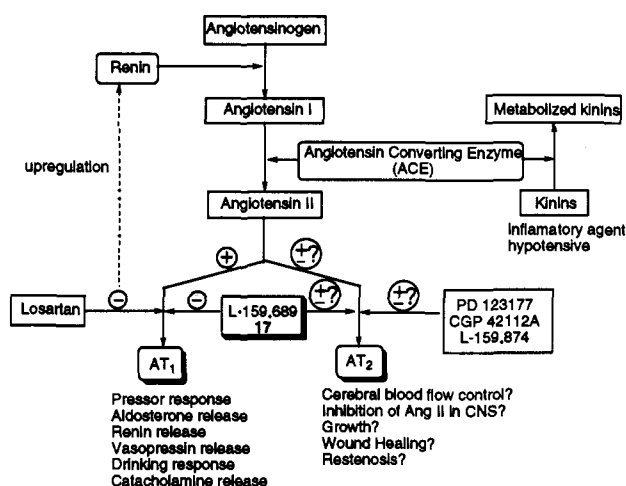 Angiotensinogen
Renin
Angiotensin I
Metabolized kinins
upregulation
Angiotensin Converting Enzyme
(ACE)
Angiotensin II
Kinins
Inflamatory agent
hypotensive
+
±?
Losartan
−
−
L-159,689
17
±?
±?
PD 123177
CGP 42112A
L-159,874
AT₁
AT₂
Pressor response
Aldosterone release
Renin release
Vasopressin release
Drinking response
Catacholamine release
Cerebral blood flow control?
Inhibition of Ang II in CNS?
Growth?
Wound Healing?
Restenosis?